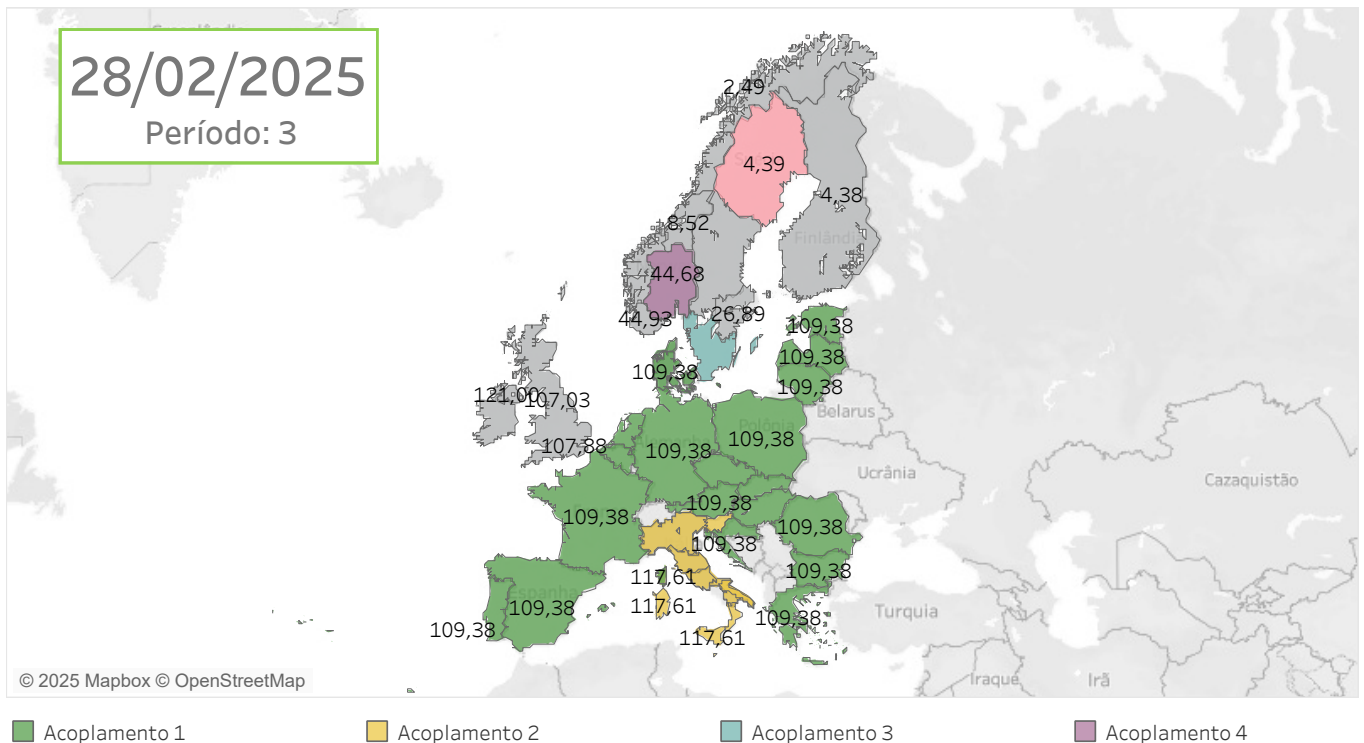 28/02/2025
Período: 3
2,49
4,39
4,38
8,52
Finlândia
44,68
44,93
26,89
109,38
109,38
109,38
109,38
121,00
107,03
Belarus
Polônia
109,38
109,38
107,88
Ucrânia
Cazaquistão
109,38
109,38
109,38
109,38
117,61
109,38
Espanha
109,38
117,61
109,38
Turquia
109,38
117,61
Iraque
Irã
© 2025 Mapbox © OpenStreetMap
Acoplamento 1
Acoplamento 2
Acoplamento 3
Acoplamento 4